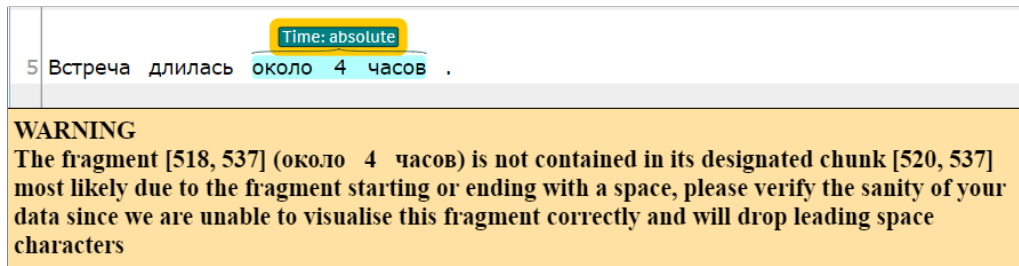 Time: absolute
5 Встреча длилась около 4 часов .
WARNING
The fragment [518, 537] (около 4 часов) is not contained in its designated chunk [520, 537]
most likely due to the fragment starting or ending with a space, please verify the sanity of your
data since we are unable to visualise this fragment correctly and will drop leading space
characters